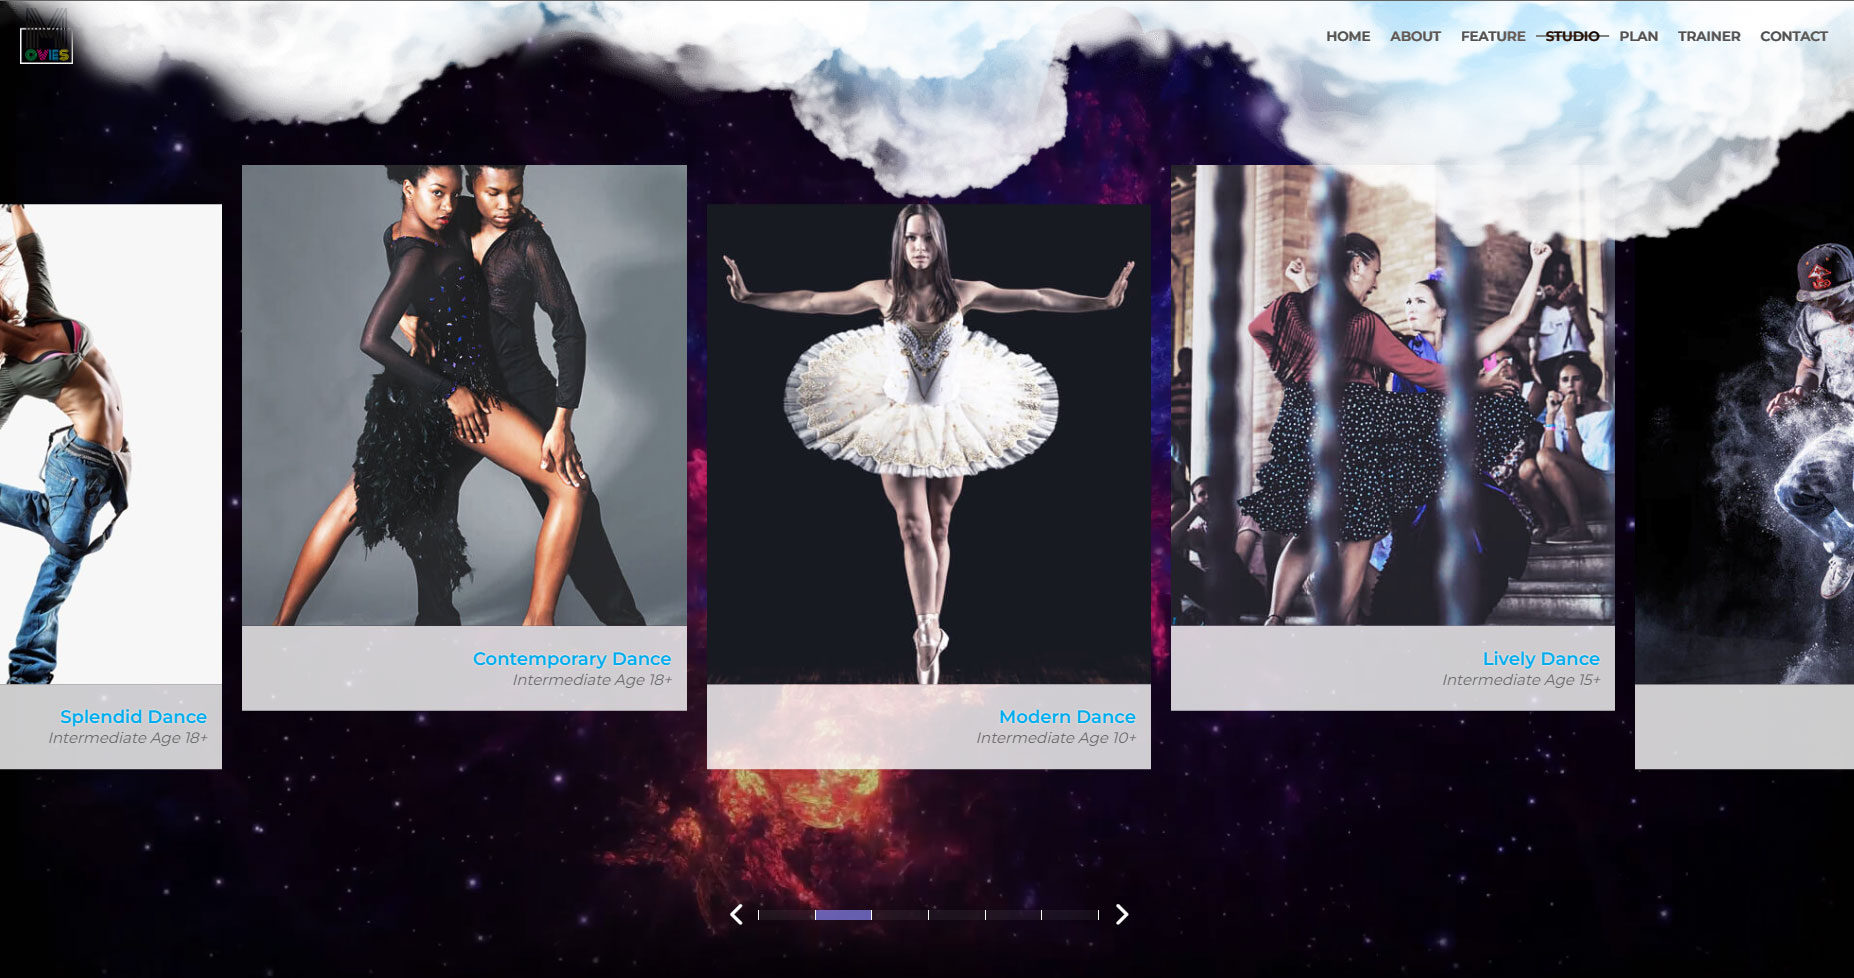 OVIES
HOME ABOUT FEATURE STUDIO PLAN TRAINER CONTACT
Splendid Dance
Intermediate Age 18+
Contemporary Dance
Intermediate Age 18+
Modern Dance
Intermediate Age 10+
Lively Dance
Intermediate Age 15+